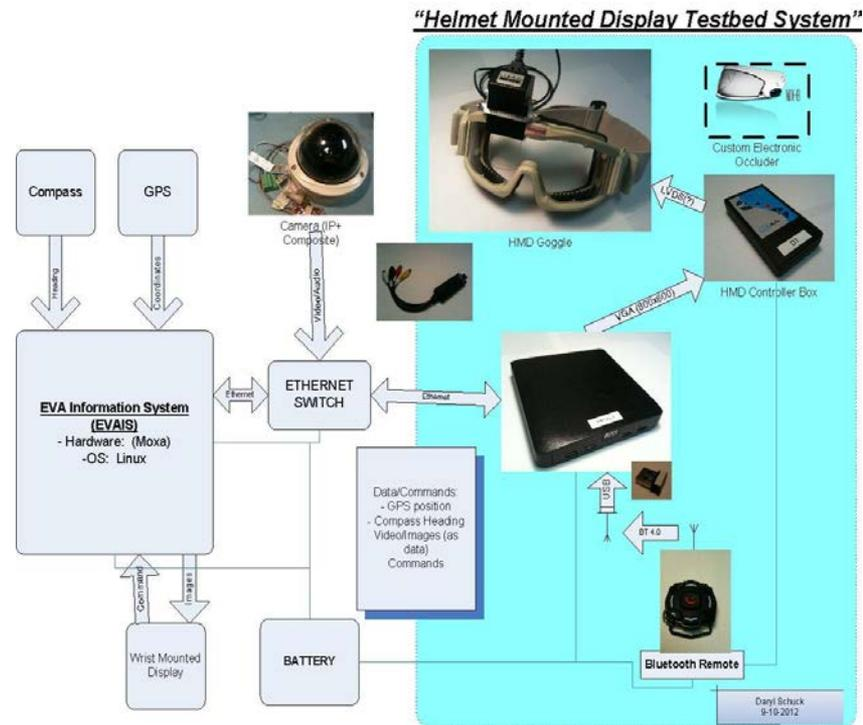 “Helmet Mounted Display Testbed System”
Compass
GPS
Camera (IP+
Composite)
HMD Goggle
Custom Electronic
Occluder
LVDS(?)
HMD Controller Box
Heading
Coordinates
Video/Audio
VGA (800x600)
EVA Information System
(EVAIS)
- Hardware: (Moxa)
-OS: Linux
Ethernet
ETHERNET
SWITCH
Ethernet
Data/Commands:
- GPS position
- Compass Heading
Video/Images (as
data)
Commands
USB
BT 4.0
Command
Images
Wrist Mounted
Display
BATTERY
Bluetooth Remote
Daryl Schuck
9-10-2012